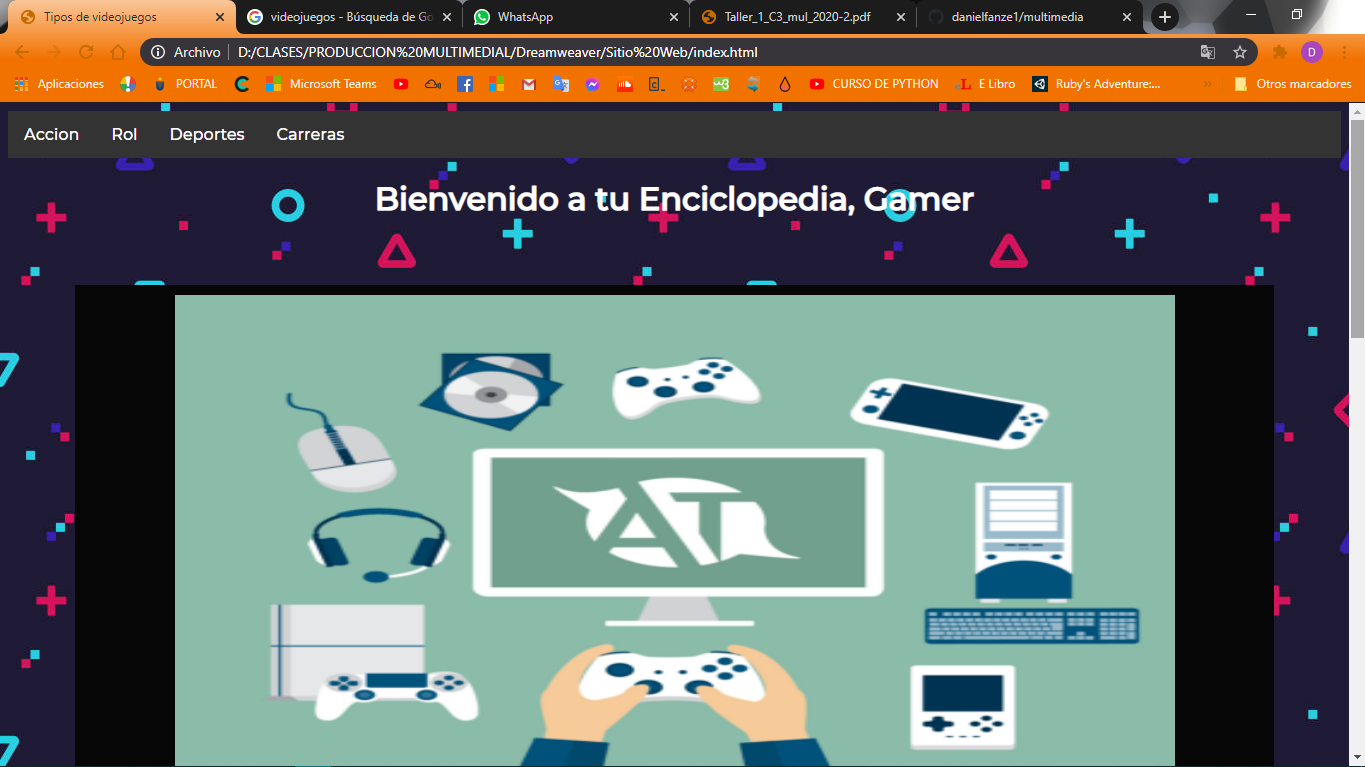 Tipos de videojuegos
videojuegos - Búsqueda de Go
WhatsApp
Taller_1_C3_mul_2020-2.pdf
danielfanze1/multimedia
Archivo
D:/CLASES/PRODUCCION%20MULTIMEDIAL/Dreamweaver/Sitio%20Web/index.html
D
Aplicaciones
PORTAL
Microsoft Teams
CURSO DE PYTHON
E Libro
Ruby's Adventure:...
»
Otros marcadores
Accion Rol Deportes Carreras
Bienvenido a tu Enciclopedia, Gamer
AT